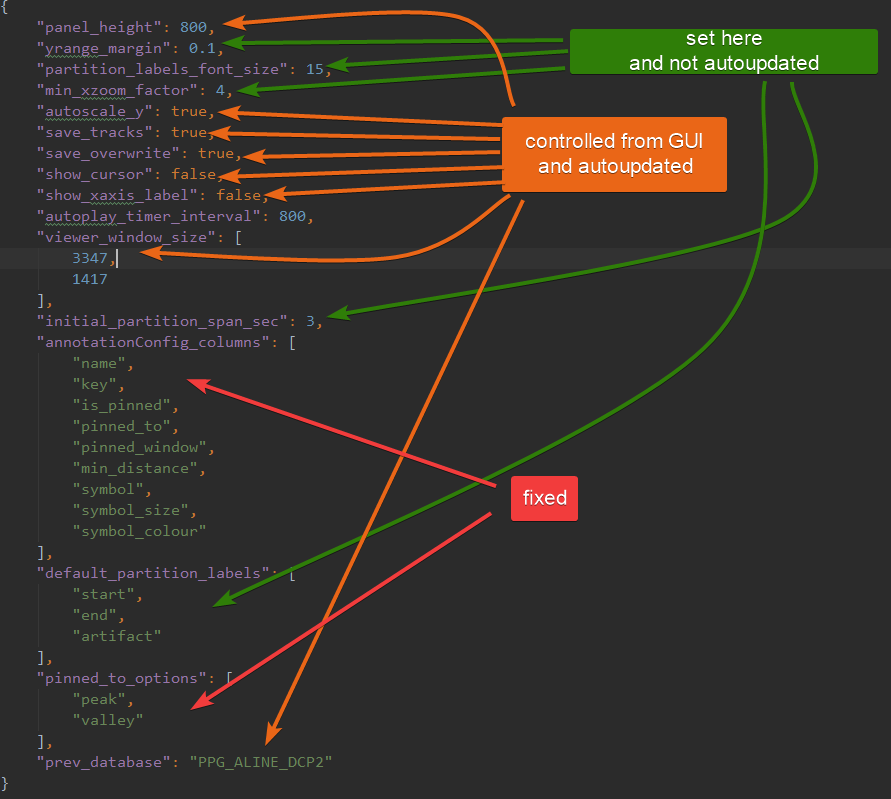 {
"panel_height": 800,
"yrange_margin": 0.1,
"partition_labels_font_size": 15,
"min_xzoom_factor": 4,
"autoscale_y": true,
"save_tracks": true,
"save_overwrite": true,
"show_cursor": false,
"show_xaxis_label": false,
"autoplay_timer_interval": 800,
"viewer_window_size": [
3347,
1417
],
"initial_partition_span_sec": 3,
"annotationConfig_columns": [
"name",
"key",
"is_pinned",
"pinned_to",
"pinned_window",
"min_distance",
"symbol",
"symbol_size",
"symbol_colour"
],
"default_partition_labels": [
"start",
"end",
"artifact"
],
"pinned_to_options": [
"peak",
"valley"
],
"prev_database": "PPG_ALINE_DCP2"
}
set here
and not autoupdated
controlled from GUI
and autoupdated
fixed